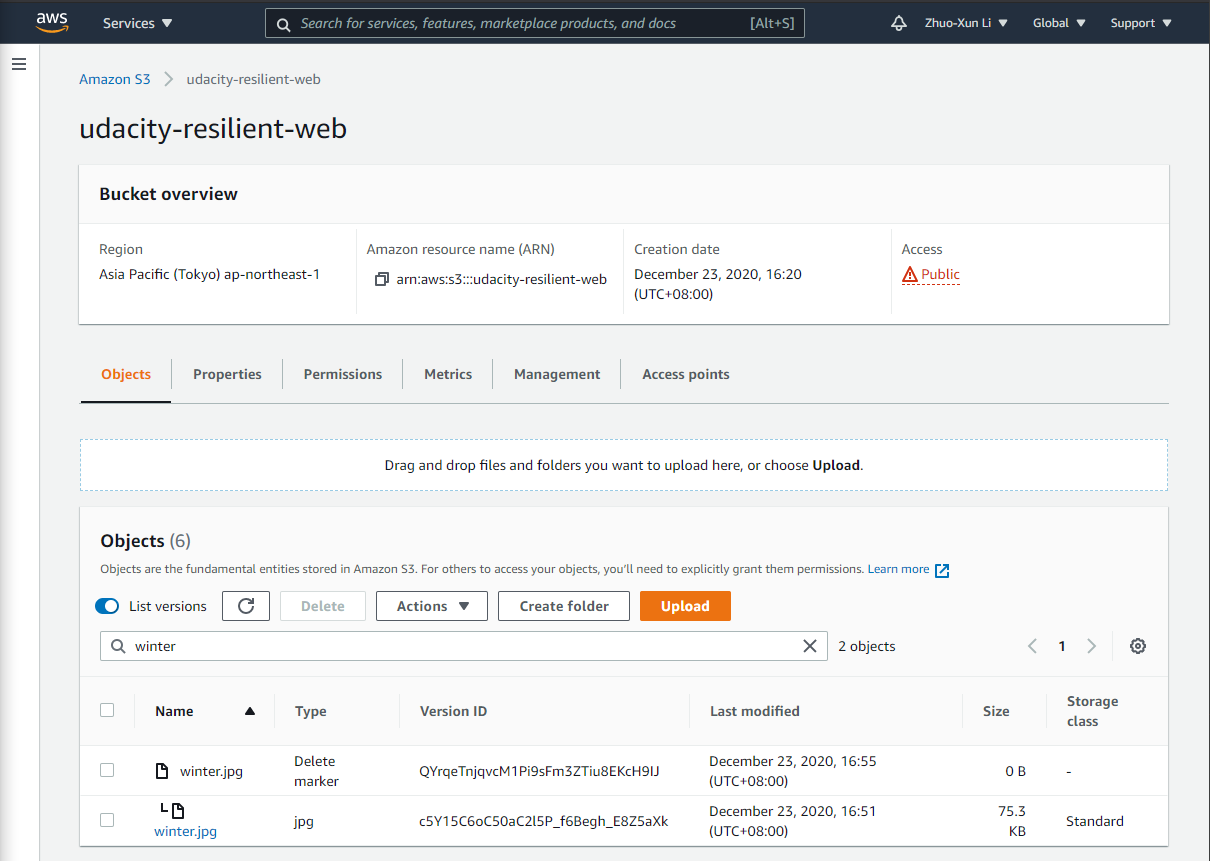 aws Services Search for services, features, marketplace products, and docs [Alt+S] Zhuo-Xun Li Global Support
Amazon S3 udacity-resilient-web
udacity-resilient-web
Bucket overview
Region Amazon resource name (ARN) Creation date Access
Asia Pacific (Tokyo) ap-northeast-1 arn:aws:s3:::udacity-resilient-web December 23, 2020, 16:20 Public
(UTC+08:00)
Objects Properties Permissions Metrics Management Access points
Drag and drop files and folders you want to upload here, or choose Upload.
Objects (6)
Objects are the fundamental entities stored in Amazon S3. For others to access your objects, you'll need to explicitly grant them permissions. Learn more
List versions Delete Actions Create folder Upload
winter 2 objects 1
Name Type Version ID Last modified Size Storage
class
winter.jpg Delete QYrqeTnjqvcM1Pi9sFm3ZTiu8EKcH9IJ December 23, 2020, 16:55 0 B -
marker (UTC+08:00)
winter.jpg jpg c5Y15C6oC50aC2l5P_f6Begh_E8Z5aXk December 23, 2020, 16:51 75.3 Standard
(UTC+08:00) KB